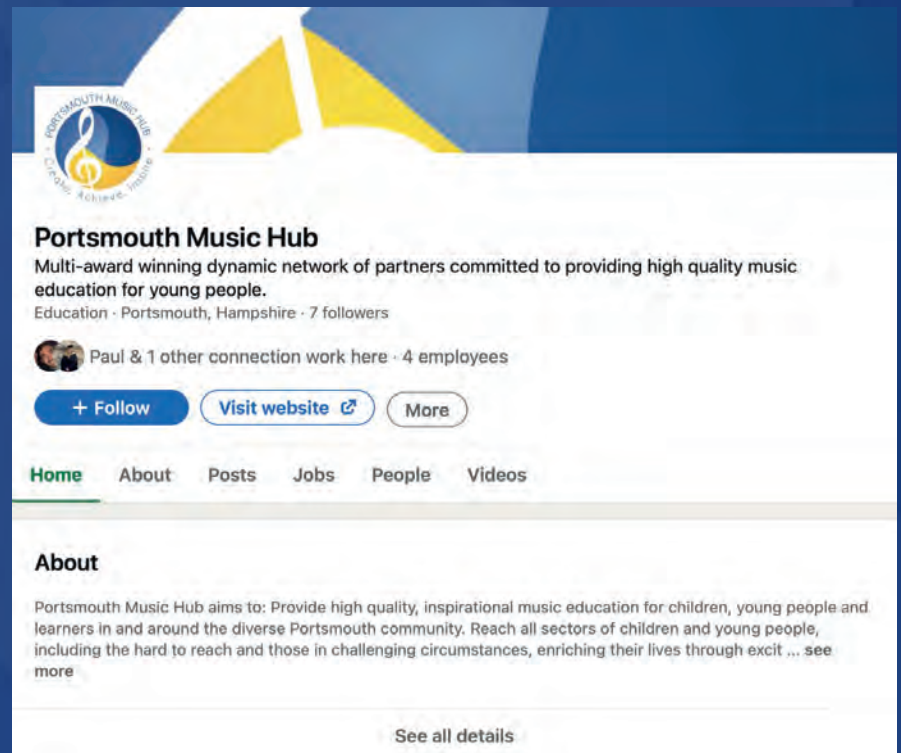 PORTSMOUTH MUSIC HUB
Create, Achieve, Inspire
Portsmouth Music Hub
Multi-award winning dynamic network of partners committed to providing high quality music
education for young people.
Education · Portsmouth, Hampshire · 7 followers
Paul & 1 other connection work here · 4 employees
+ Follow
Visit website
More
Home About Posts Jobs People Videos
About
Portsmouth Music Hub aims to: Provide high quality, inspirational music education for children, young people and
learners in and around the diverse Portsmouth community. Reach all sectors of children and young people,
including the hard to reach and those in challenging circumstances, enriching their lives through excit ... see
more
See all details